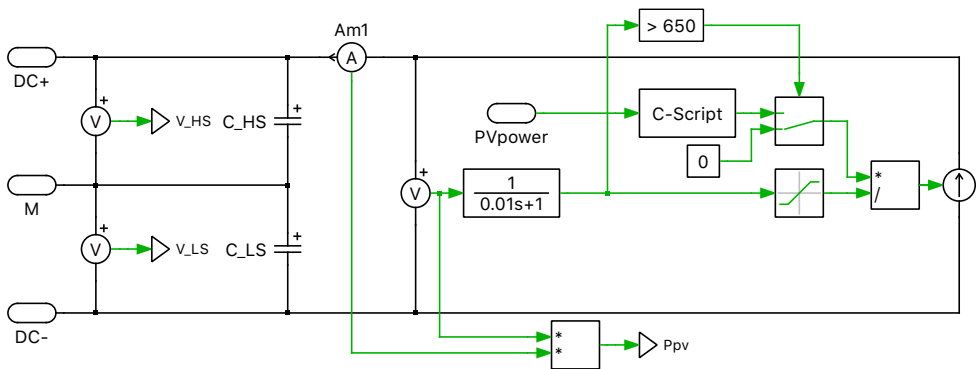 Am1
A
> 650
DC+
+
V
V_HS
C_HS
+
PVpower
C-Script
0
M
+
V
1
0.01s+1
*
/
+
V
V_LS
C_LS
+
DC-
*
*
Ppv